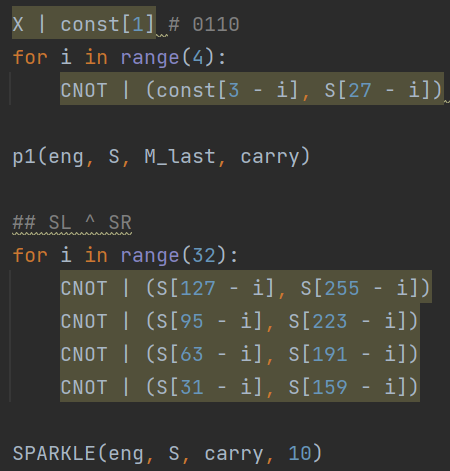 X | const[1] # 0110
for i in range(4):
    CNOT | (const[3 - i], S[27 - i])
p1(eng, S, M_last, carry)
## SL ^ SR
for i in range(32):
    CNOT | (S[127 - i], S[255 - i])
    CNOT | (S[95 - i], S[223 - i])
    CNOT | (S[63 - i], S[191 - i])
    CNOT | (S[31 - i], S[159 - i])
SPARKLE(eng, S, carry, 10)